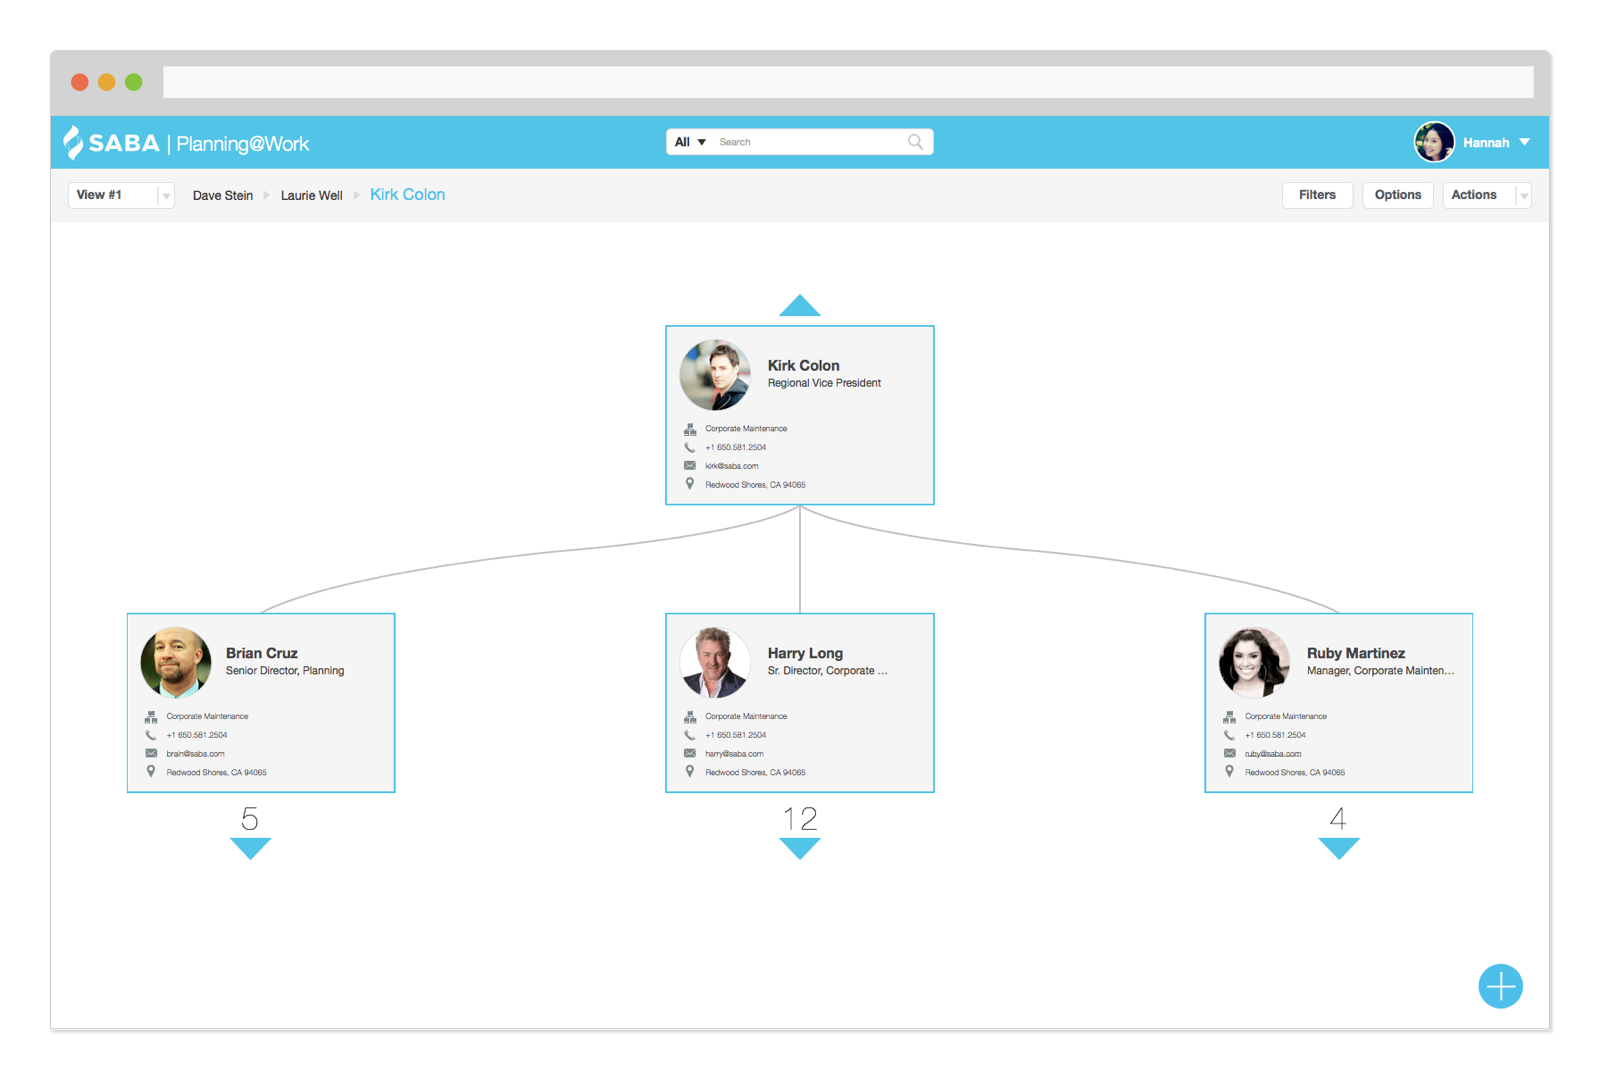 SABA | Planning@Work
All Search
Hannah
View #1 Dave Stein Laurie Well Kirk Colon
Filters Options Actions
Kirk Colon
Regional Vice President
Corporate Maintenance
+1 650.581.2504
kirk@saba.com
Redwood Shores, CA 94065
Brian Cruz
Senior Director, Planning
Corporate Maintenance
+1 650.581.2504
brain@saba.com
Redwood Shores, CA 94065
5
Harry Long
Sr. Director, Corporate ...
Corporate Maintenance
+1 650.581.2504
harry@saba.com
Redwood Shores, CA 94065
12
Ruby Martinez
Manager, Corporate Mainten...
Corporate Maintenance
+1 650.581.2504
ruby@saba.com
Redwood Shores, CA 94065
4